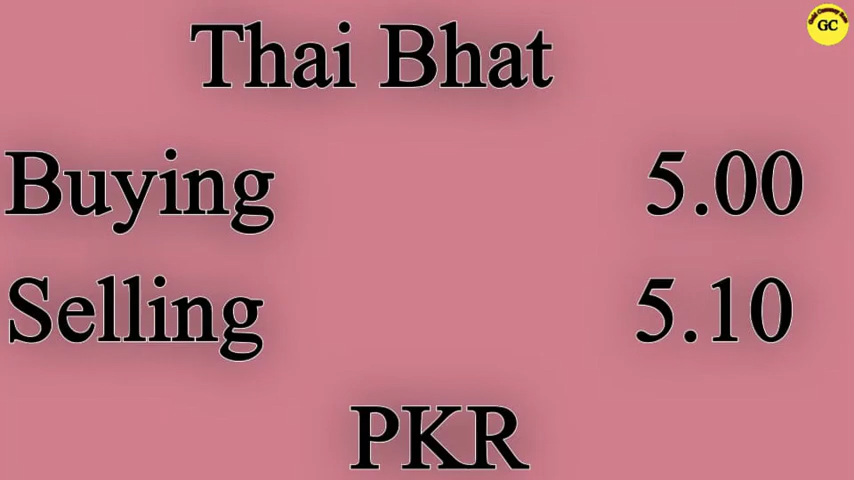 Thai Bhat
GC
Buying 5.00
Selling 5.10
PKR